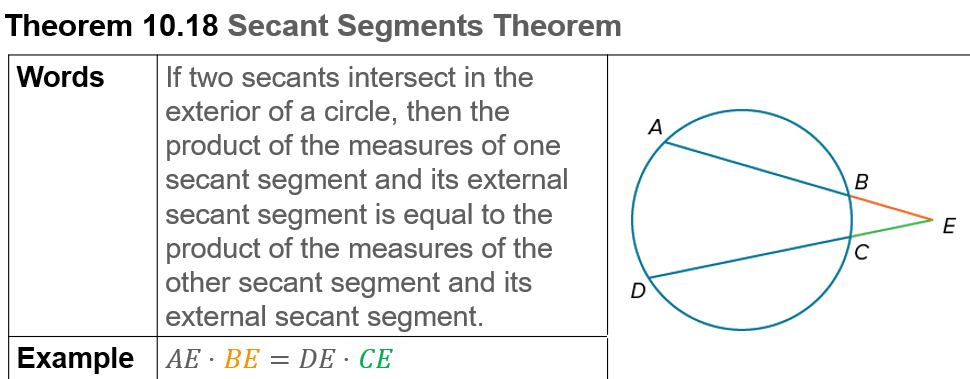 Theorem 10.18 Secant Segments Theorem
Words
If two secants intersect in the
exterior of a circle, then the
product of the measures of one
secant segment and its external
secant segment is equal to the
product of the measures of the
other secant segment and its
external secant segment.
Example
AE · BE = DE · CE
A
B
E
C
D